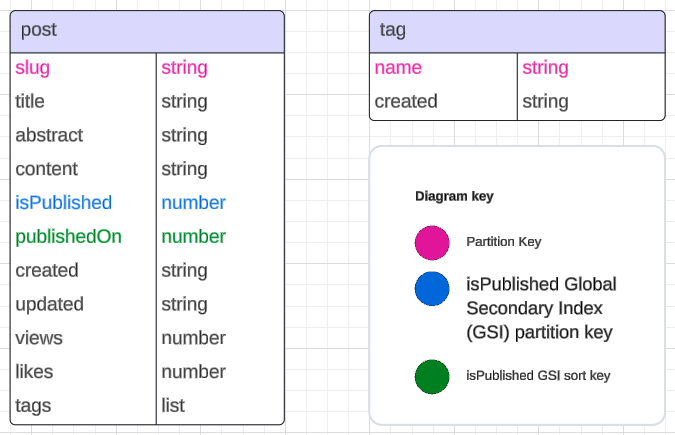 post
slug string
title string
abstract string
content string
isPublished number
publishedOn number
created string
updated string
views number
likes number
tags list
tag
name string
created string
Diagram key
Partition Key
isPublished Global
Secondary Index
(GSI) partition key
isPublished GSI sort key